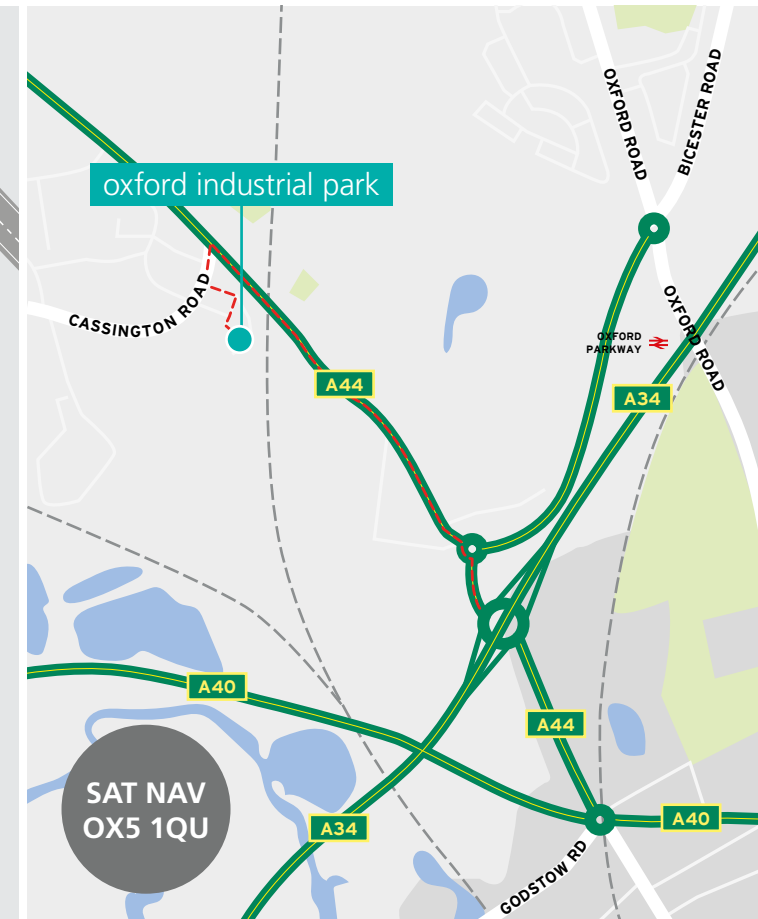 OXFORD ROAD
BICESTER ROAD
oxford industrial park
CASSINGTON ROAD
OXFORD ROAD
OXFORD
PARKWAY
A44
A34
A40
A44
SAT NAV
OX5 1QU
A34
A40
GODSTOW RD